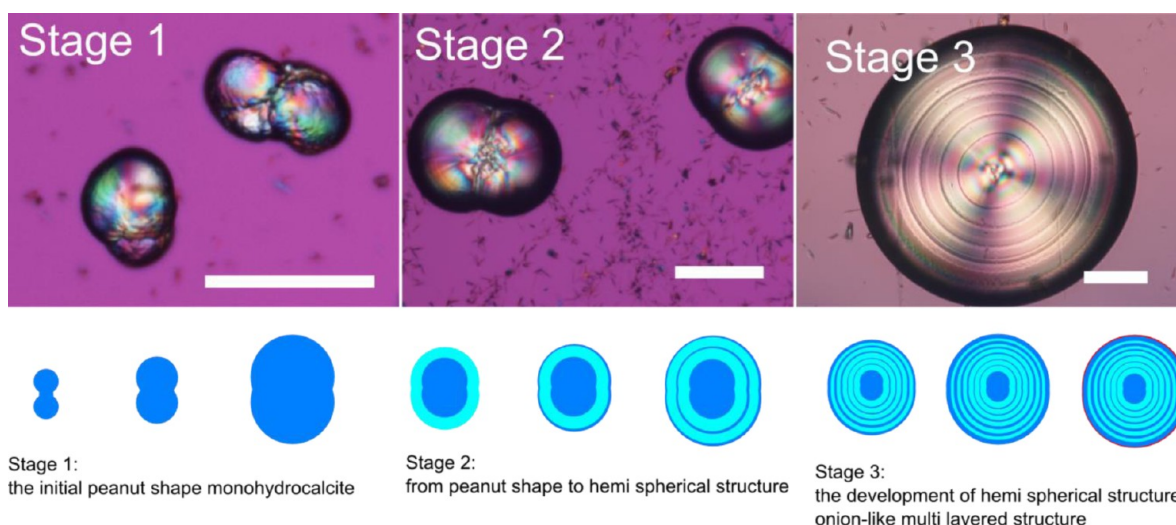 Stage 1
Stage 2
Stage 3
Stage 1:
the initial peanut shape monohydrocalcite
Stage 2:
from peanut shape to hemi spherical structure
Stage 3:
the development of hemi spherical structure
onion-like multi layered structure